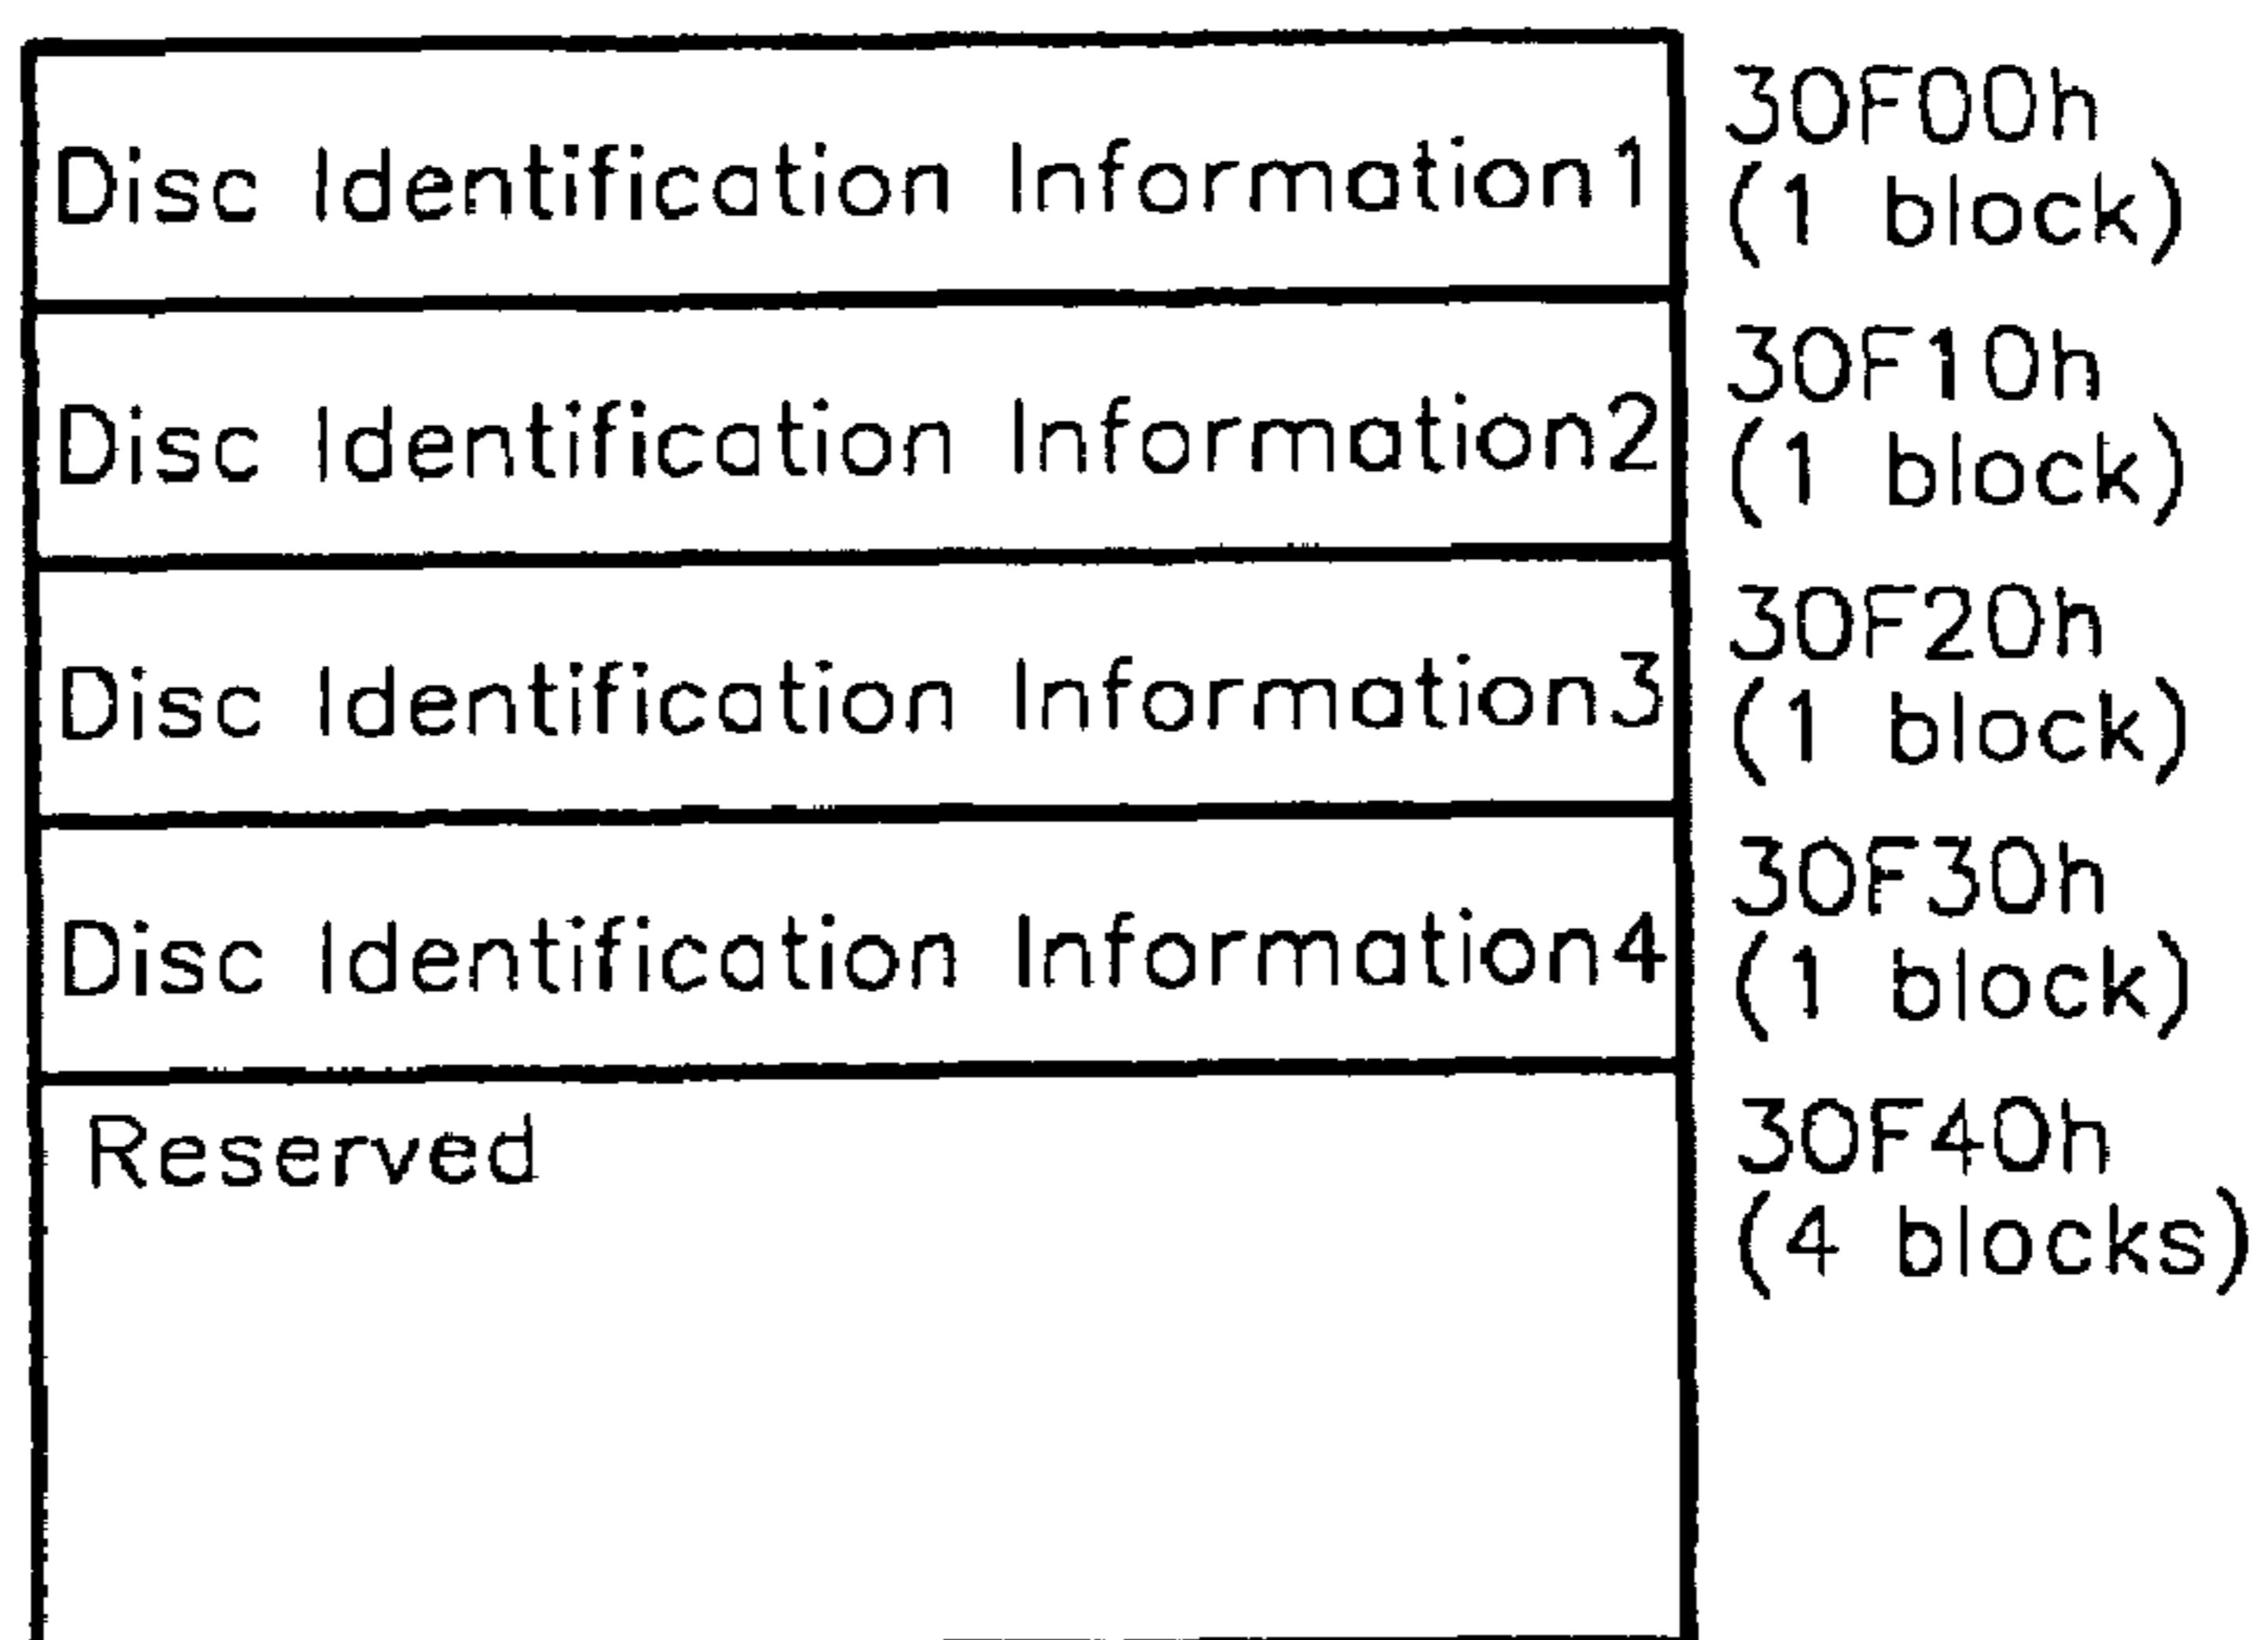 Disc Identification Information1
30F00h
(1 block)
Disc Identification Information2
30F10h
(1 block)
Disc Identification Information3
30F20h
(1 block)
Disc Identification Information4
30F30h
(1 block)
Reserved
30F40h
(4 blocks)